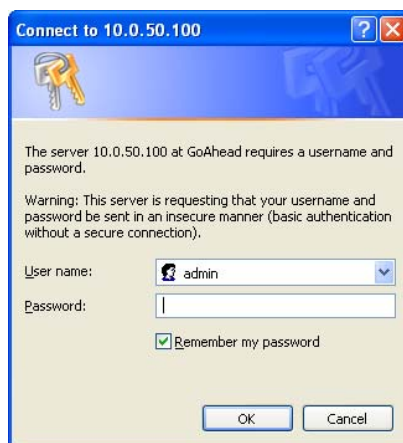 Connect to 10.0.50.100
The server 10.0.50.100 at GoAhead requires a username and
password.
Warning: This server is requesting that your username and
password be sent in an insecure manner (basic authentication
without a secure connection).
User name:
admin
Password:
Remember my password
OK
Cancel